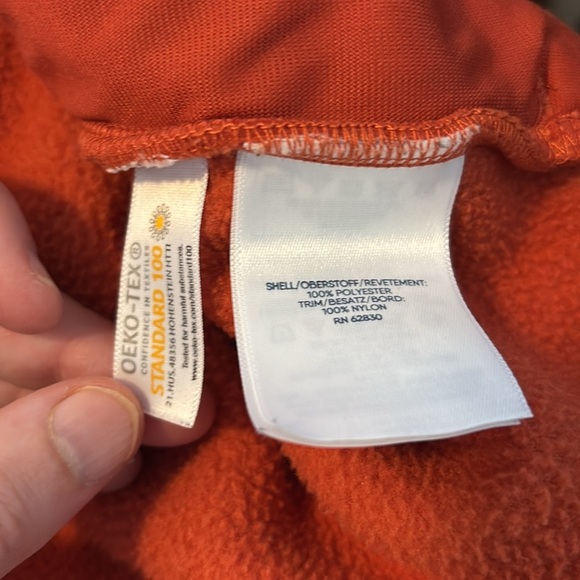 OEKO-TEX®
CONFIDENCE IN TEXTILES
STANDARD 100
21.HUS.48356 HOHENSTEIN HTTI
Tested for harmful substances.
www.oeko-tex.com/standard100
SHELL/OBERSTOFF/REVETEMENT:
100% POLYESTER
TRIM/BESATZ/BORD:
100% NYLON
RN 62830